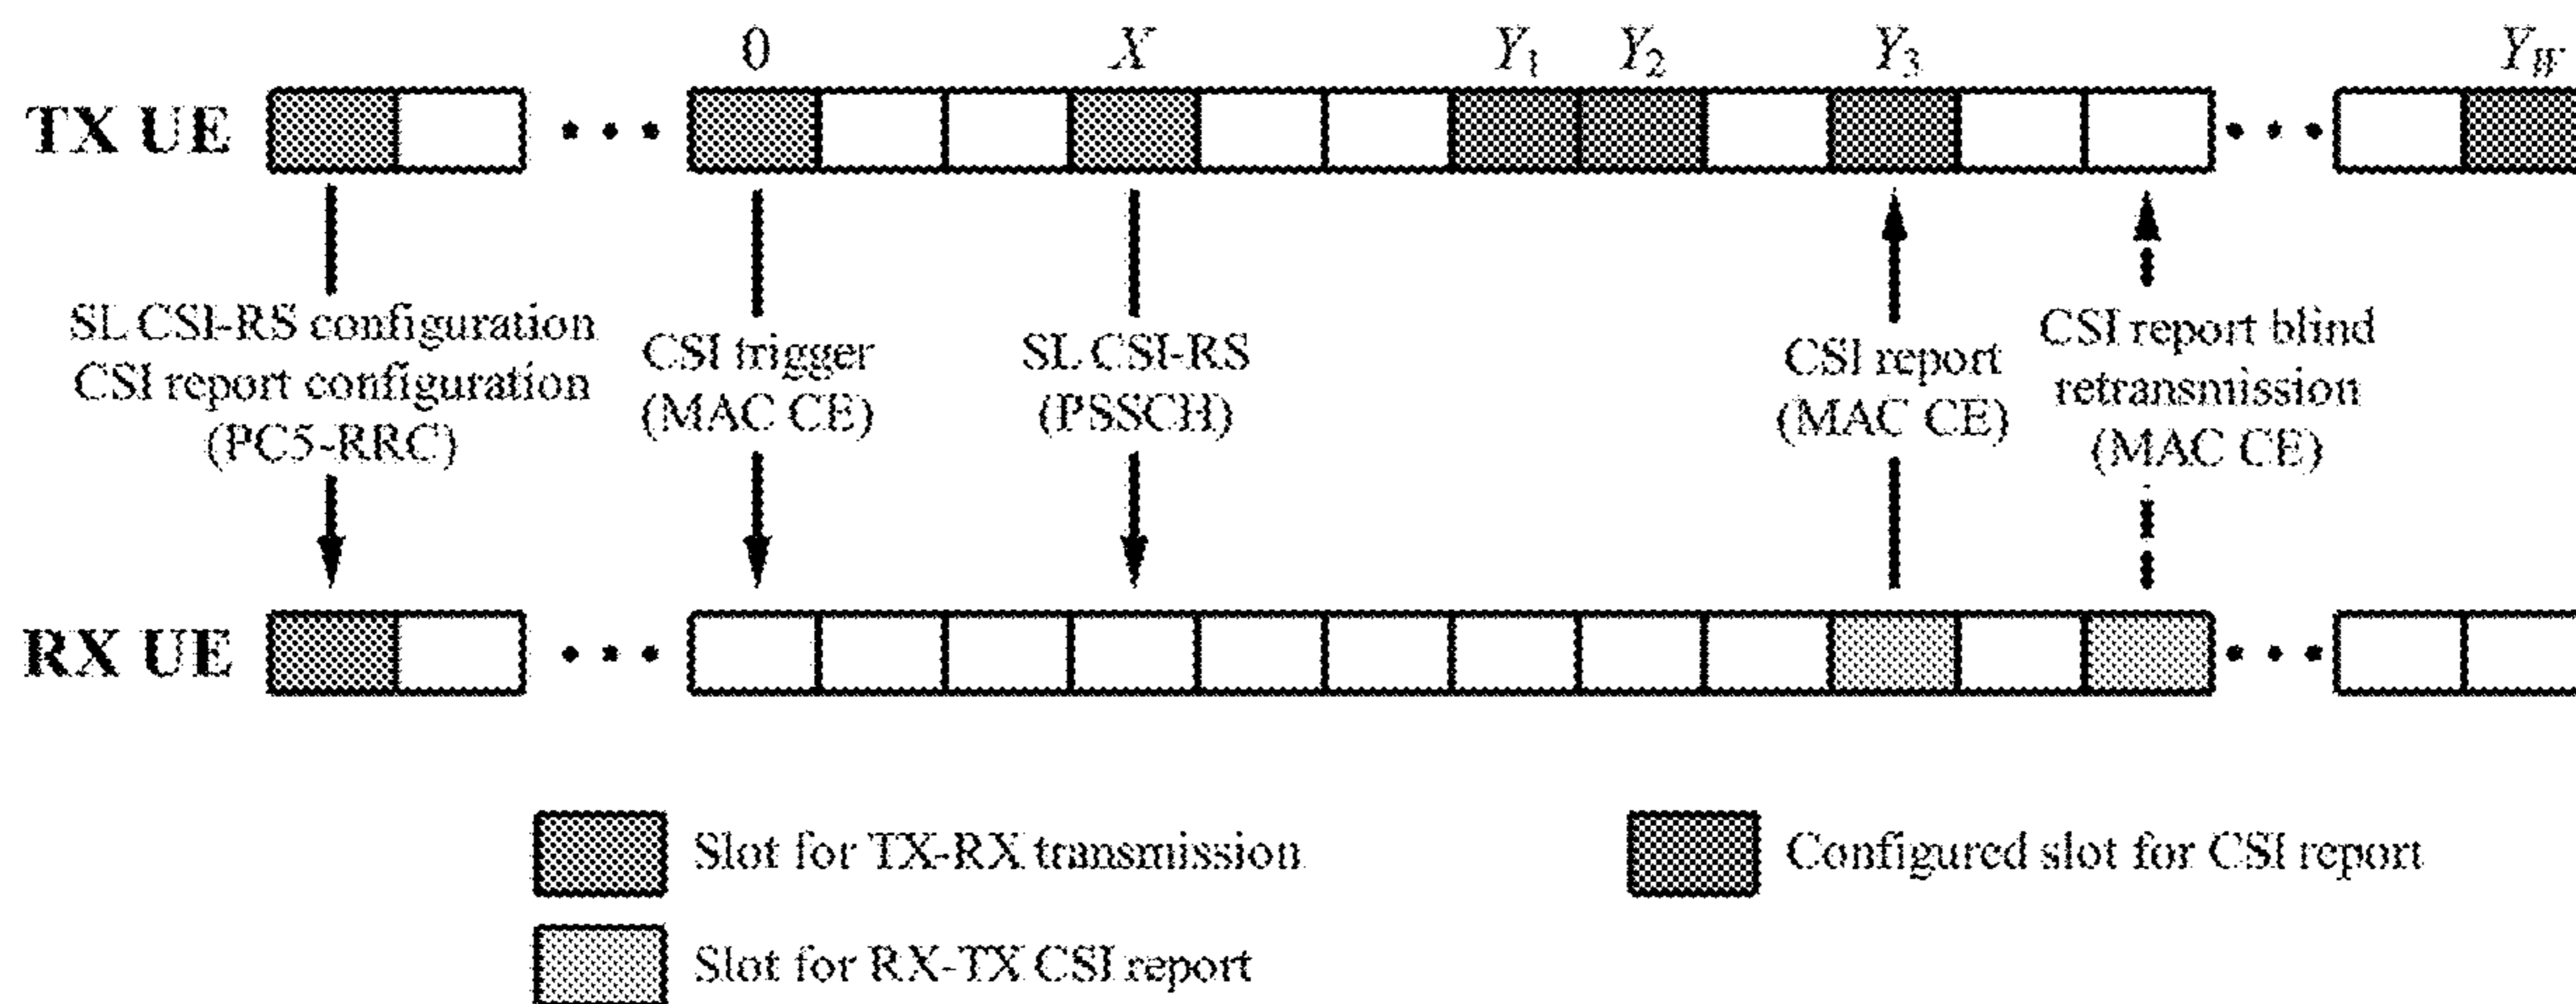 0 X Y1 Y2 Y3 YW
TX UE
SL CSI-RS configuration
CSI report configuration
(PC5-RRC)
CSI trigger
(MAC CE)
SL CSI-RS
(PSSCH)
CSI report
(MAC CE)
CSI report blind
retransmission
(MAC CE)
RX UE
Slot for TX-RX transmission
Configured slot for CSI report
Slot for RX-TX CSI report